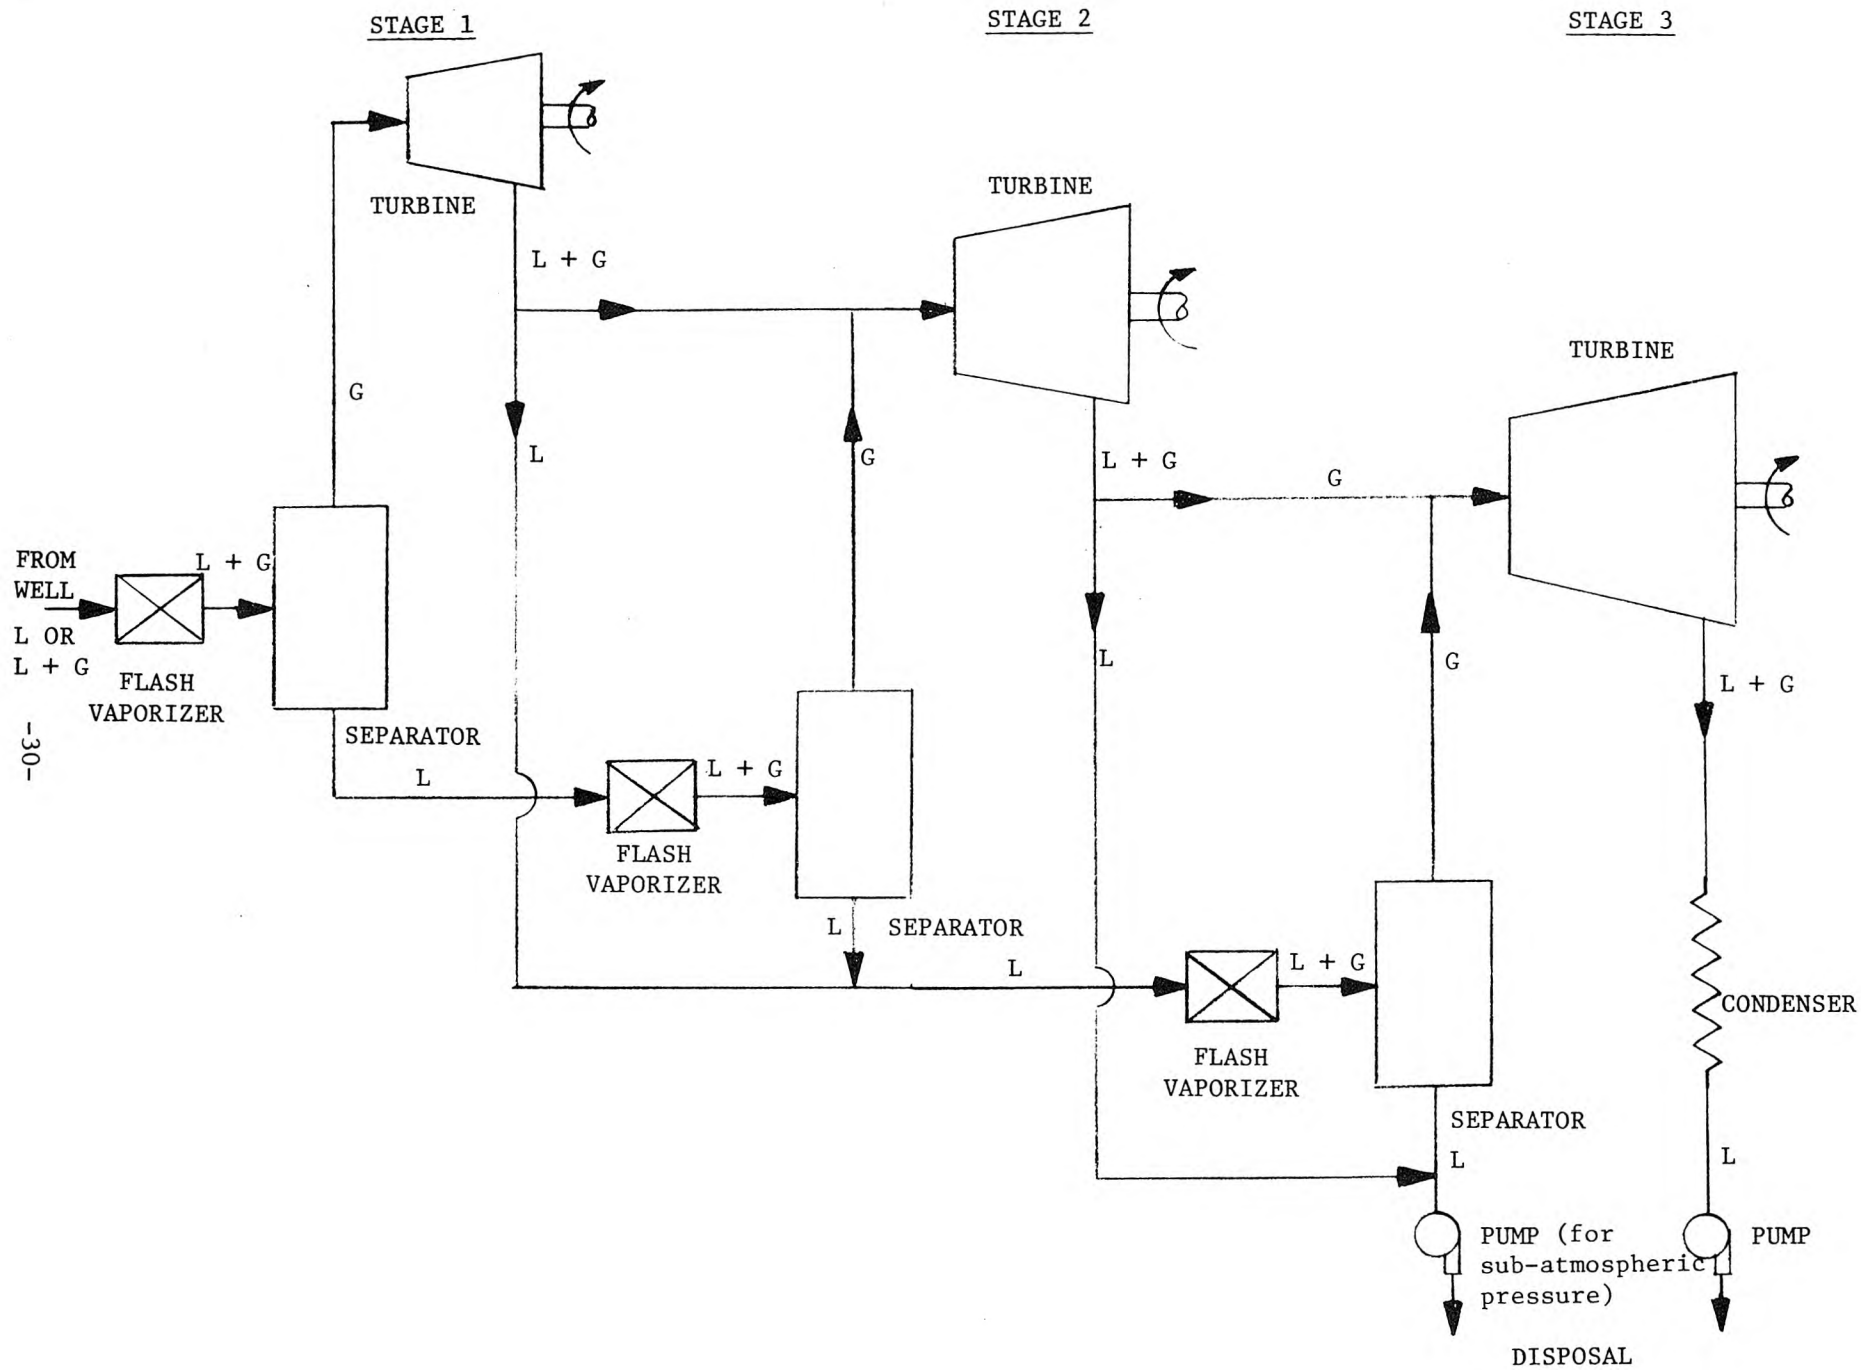 STAGE 1
STAGE 2
STAGE 3
TURBINE
L + G
G
L
TURBINE
L + G
G
L
G
TURBINE
L + G
G
FROM
WELL
L OR
L + G
L + G
FLASH
VAPORIZER
SEPARATOR
L
L + G
FLASH
VAPORIZER
L
SEPARATOR
L
L + G
FLASH
VAPORIZER
SEPARATOR
L
CONDENSER
L
PUMP (for
sub-atmospheric
pressure)
PUMP
DISPOSAL
-30-